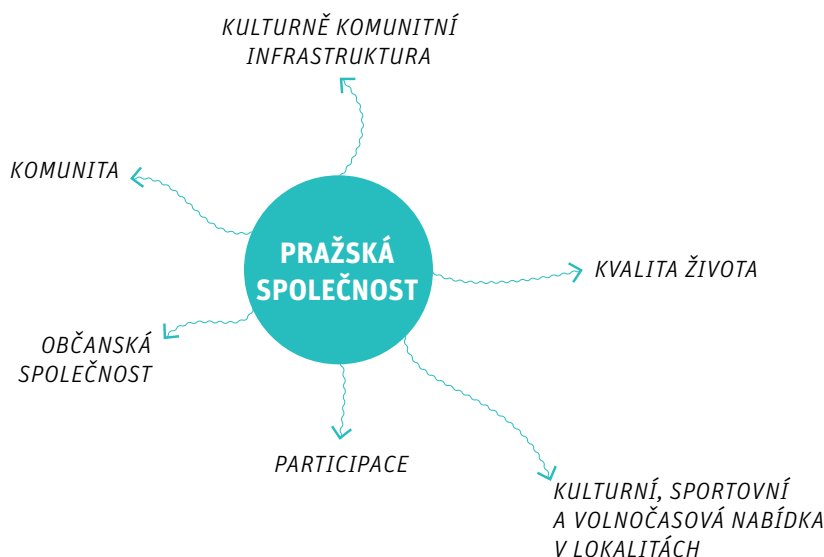 KULTURNĚ KOMUNITNÍ
INFRASTRUKTURA
KOMUNITA
PRAŽSKÁ
SPOLEČNOST
KVALITA ŽIVOTA
OBČANSKÁ
SPOLEČNOST
PARTICIPACE
KULTURNÍ, SPORTOVNÍ
A VOLNOČASOVÁ NABÍDKA
V LOKALITÁCH